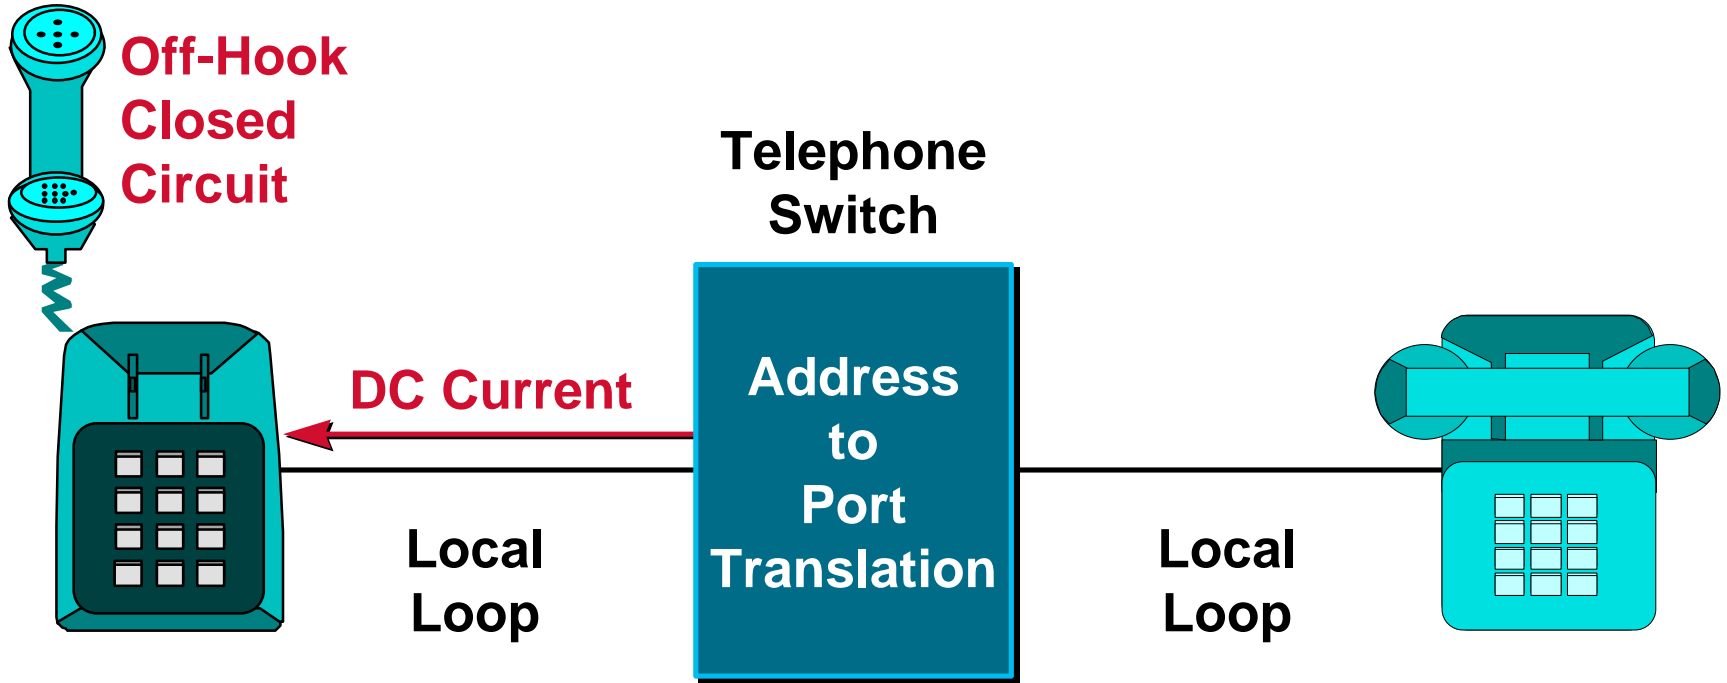 Off-Hook
Closed
Circuit
Telephone
Switch
DC Current
Address
to
Port
Translation
Local
Loop
Local
Loop